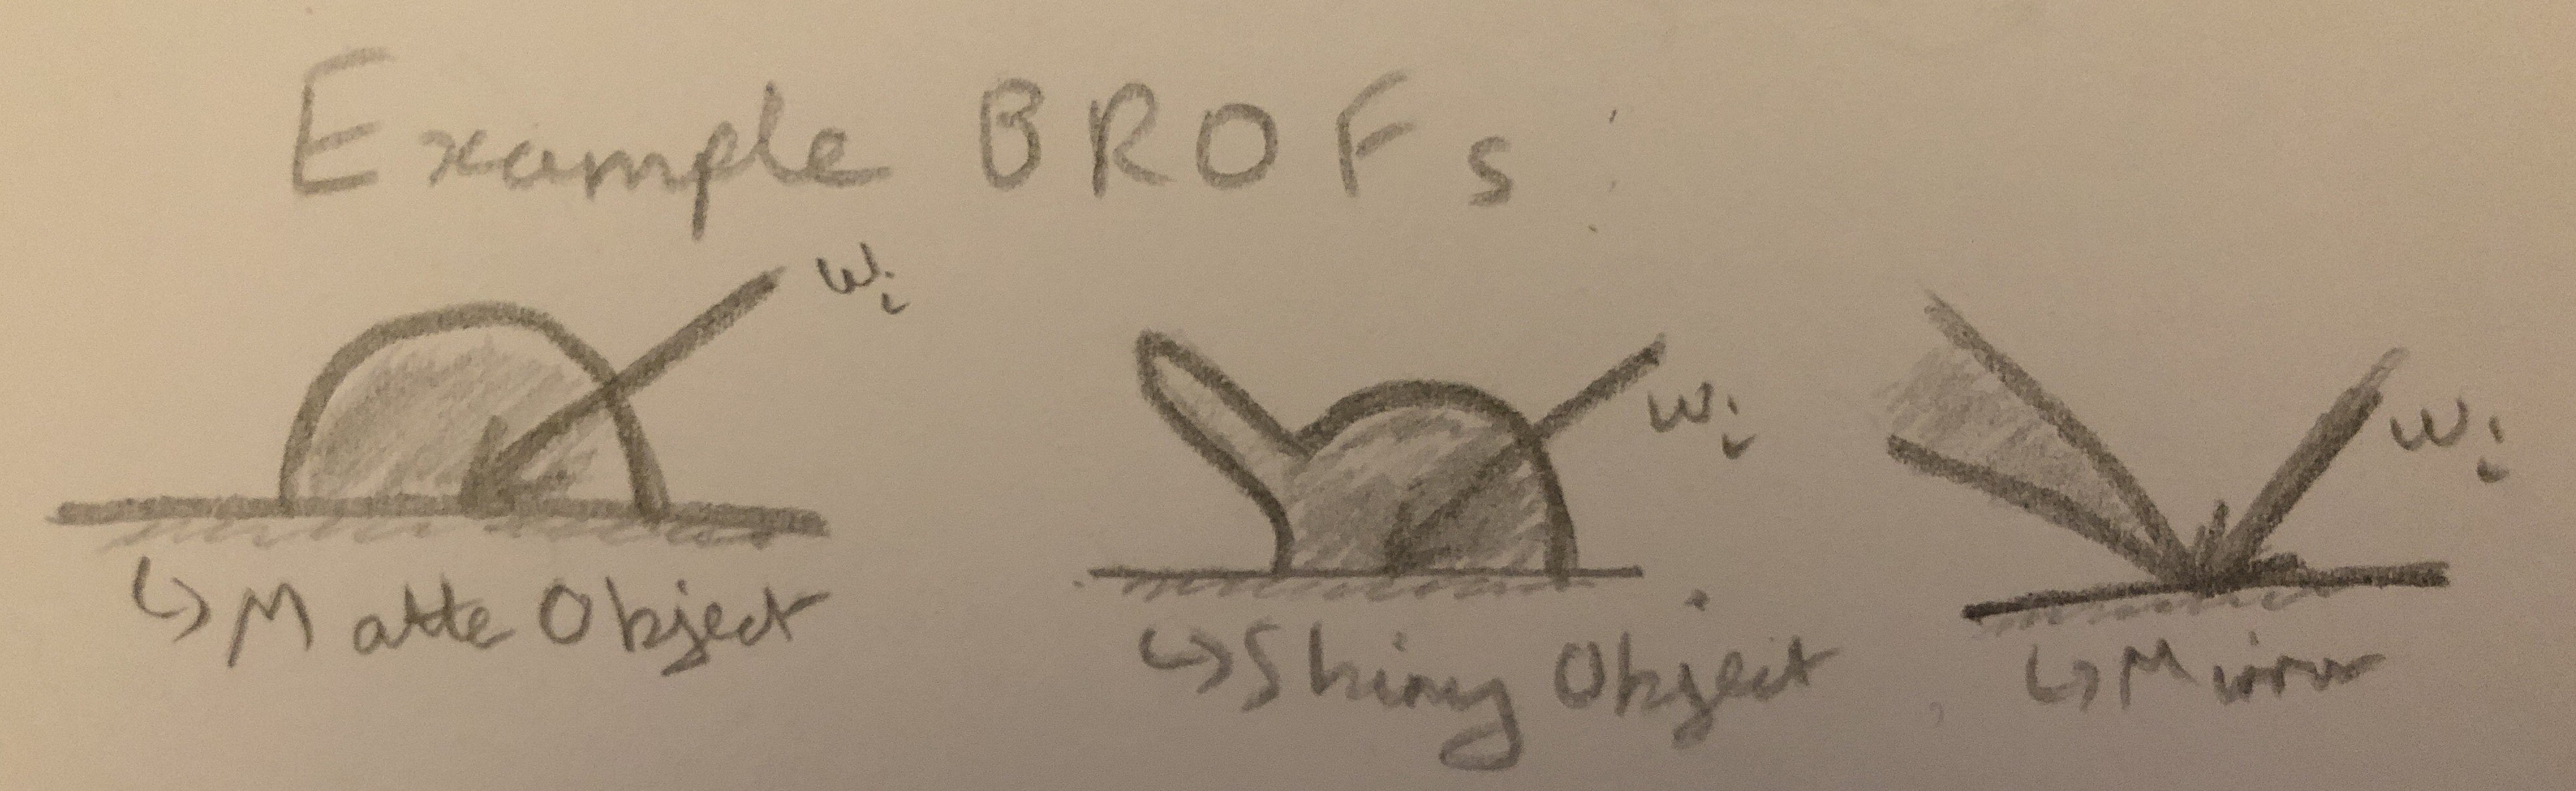 Example BRDFs:
ωi
ωi
ωi
↳ Matte Object
↳ Shiny Object
↳ Mirror